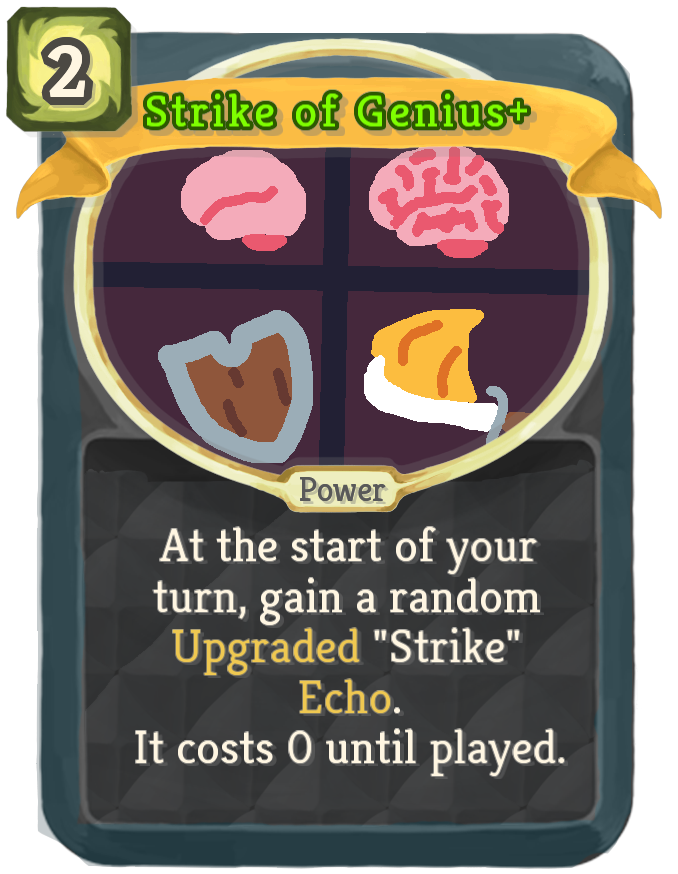 2
Strike of Genius+
Power
At the start of your
turn, gain a random
Upgraded "Strike"
Echo.
It costs 0 until played.